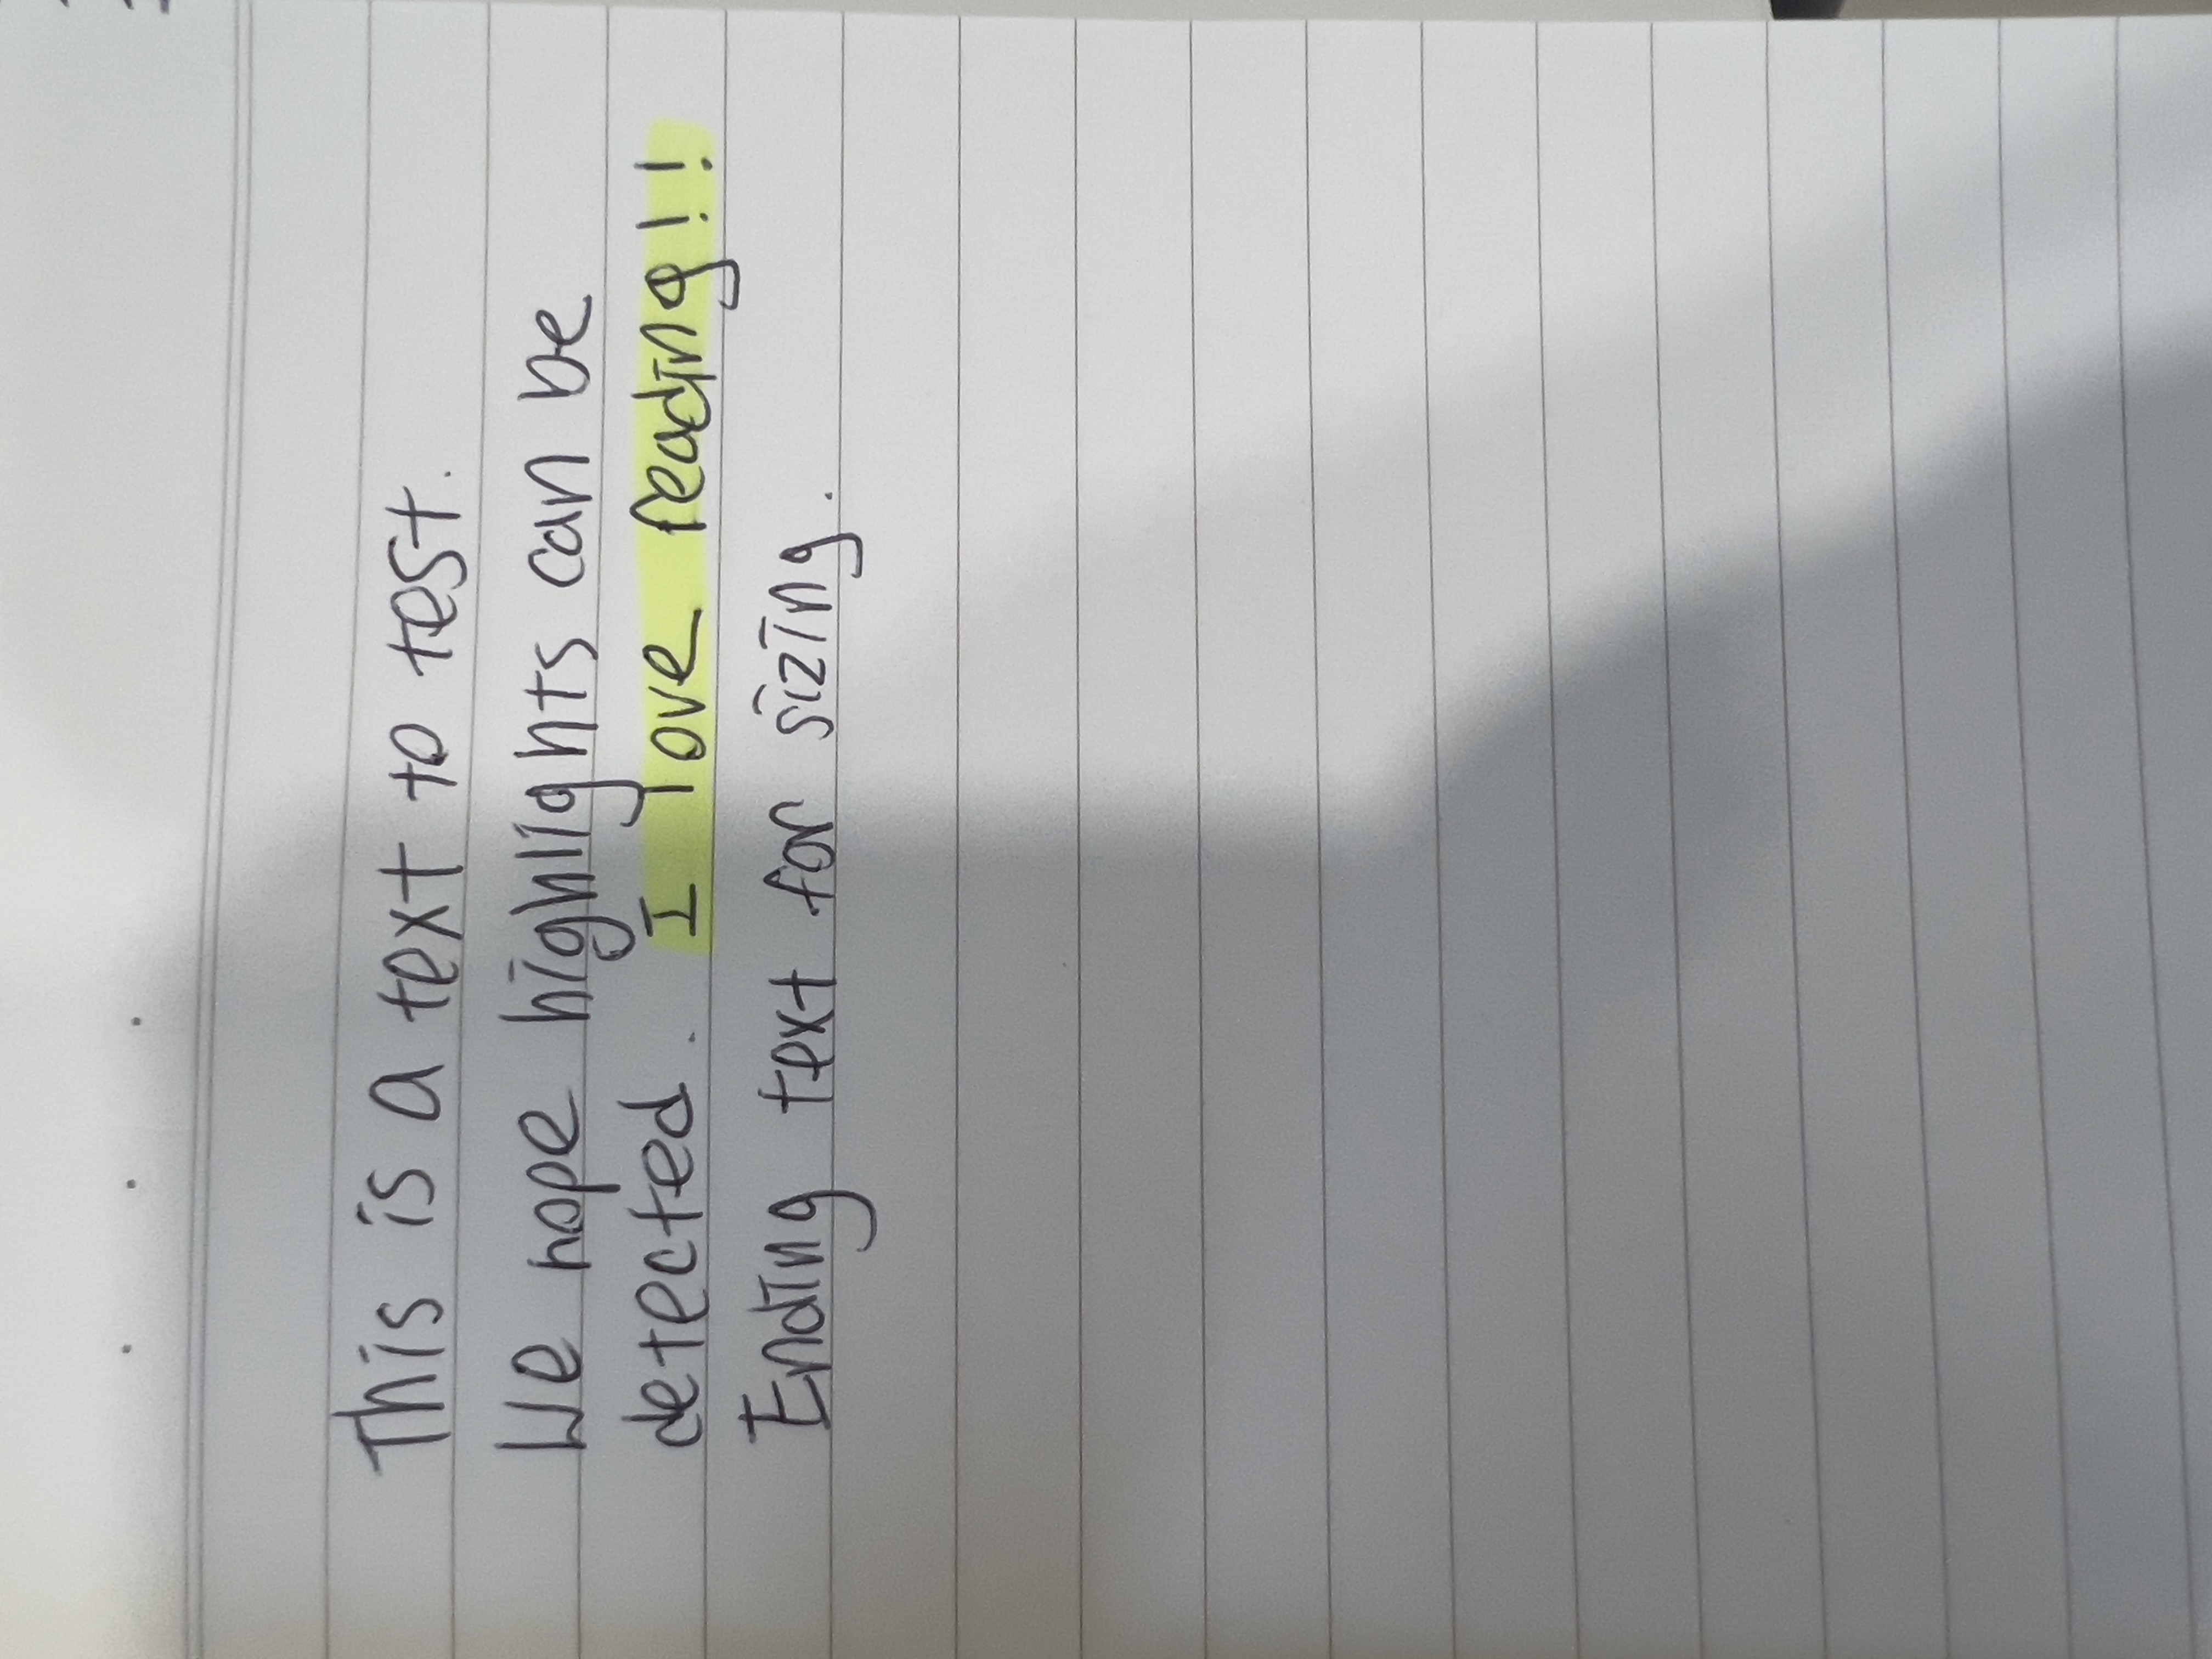 This is a text to test.
We hope highlights can be
detected. I love reading!!
Ending text for sizing.